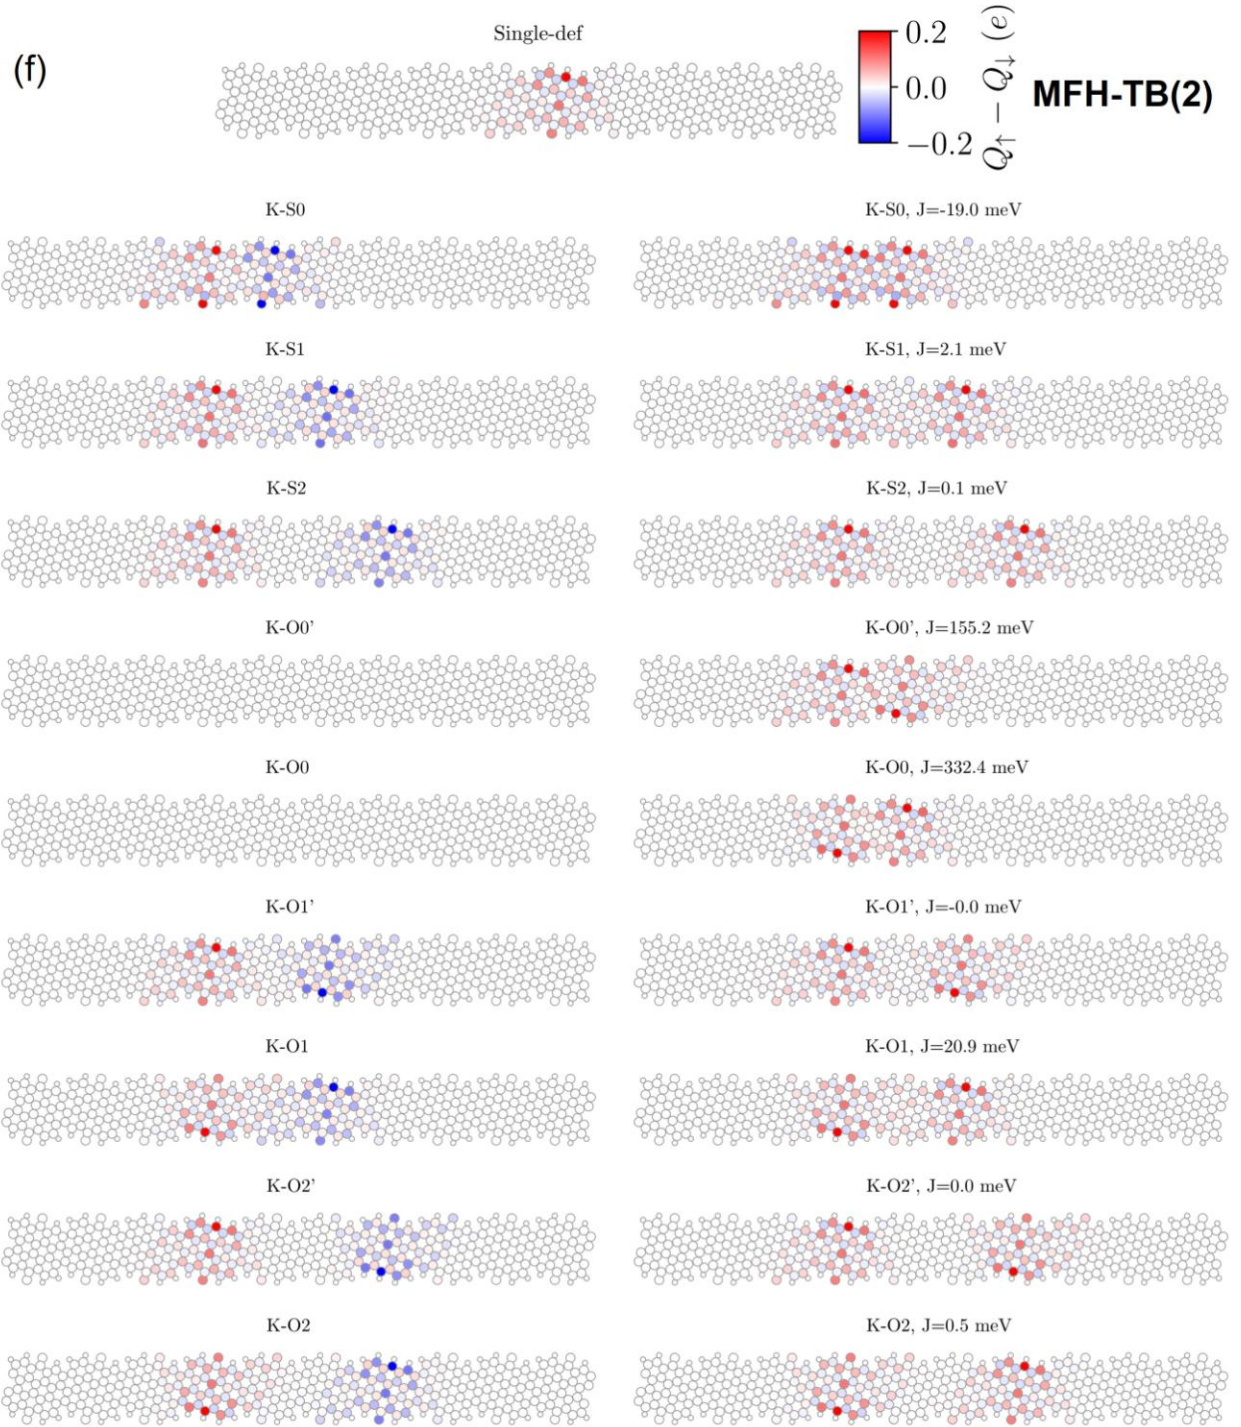 (f)
Single-def
0.2
0.0
−0.2
Q↑ − Q↓ (e)
MFH-TB(2)
K-S0
K-S0, J=-19.0 meV
K-S1
K-S1, J=2.1 meV
K-S2
K-S2, J=0.1 meV
K-O0’
K-O0’, J=155.2 meV
K-O0
K-O0, J=332.4 meV
K-O1’
K-O1’, J=-0.0 meV
K-O1
K-O1, J=20.9 meV
K-O2’
K-O2’, J=0.0 meV
K-O2
K-O2, J=0.5 meV